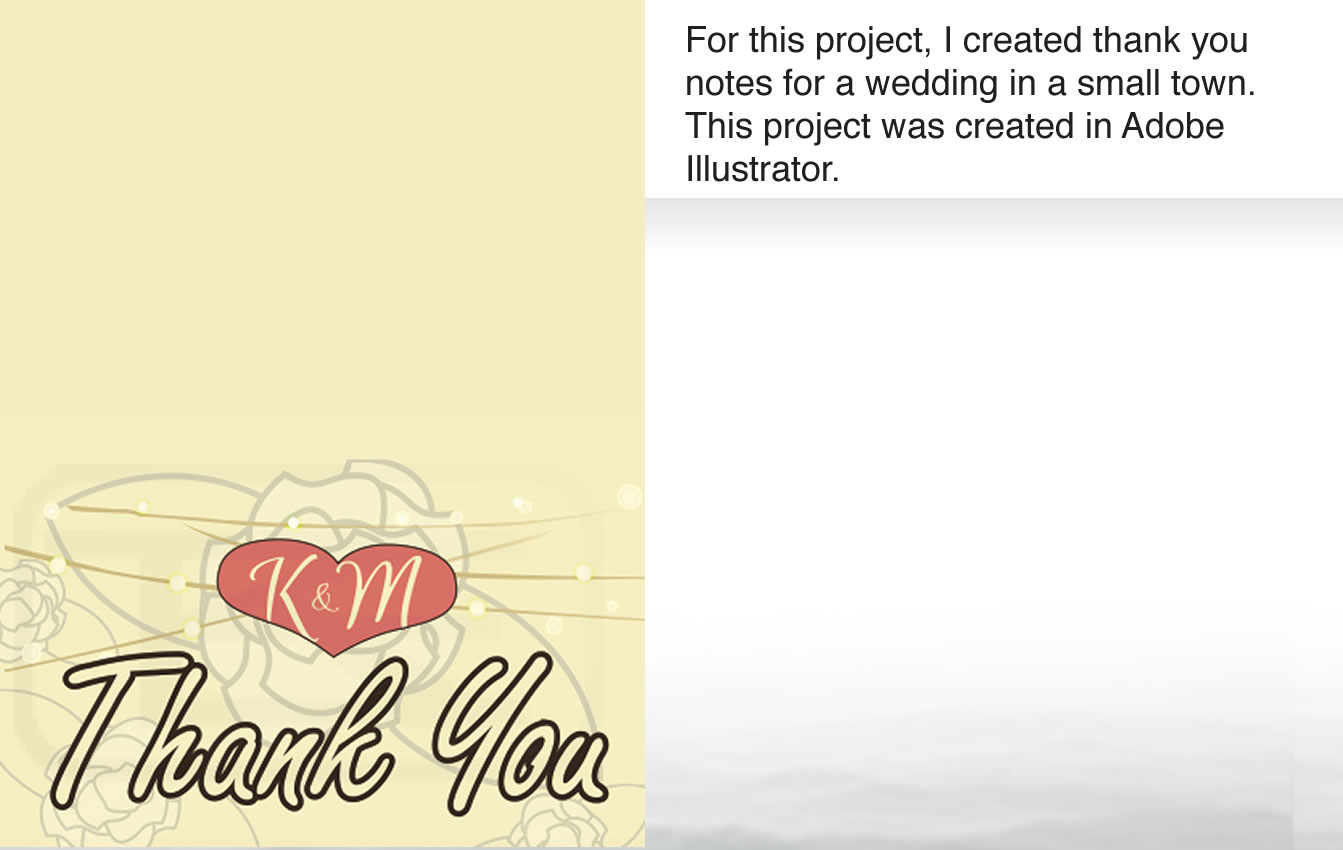 K & M
Thank You
For this project, I created thank you
notes for a wedding in a small town.
This project was created in Adobe
Illustrator.